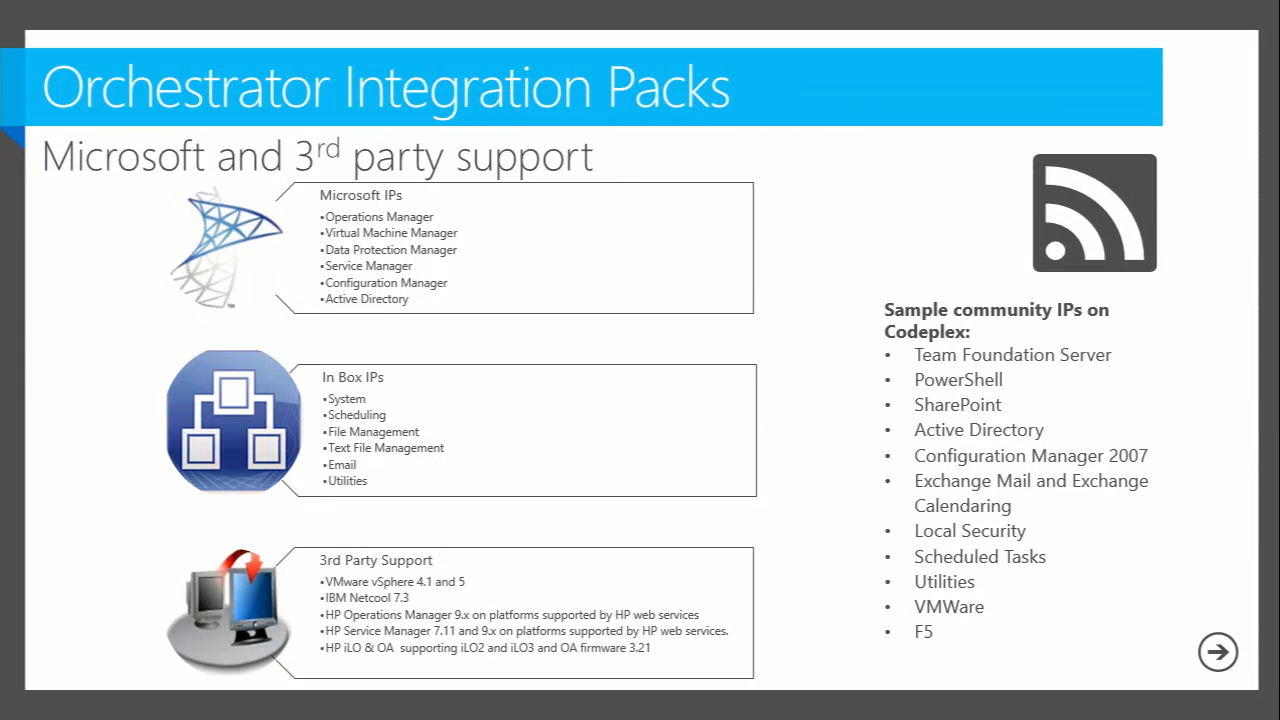 Orchestrator Integration Packs
Microsoft and 3rd party support
Microsoft IPs
•Operations Manager
•Virtual Machine Manager
•Data Protection Manager
•Service Manager
•Configuration Manager
•Active Directory
In Box IPs
•System
•Scheduling
•File Management
•Text File Management
•Email
•Utilities
3rd Party Support
•VMware vSphere 4.1 and 5
•IBM Netcool 7.3
•HP Operations Manager 9.x on platforms supported by HP web services
•HP Service Manager 7.11 and 9.x on platforms supported by HP web services.
•HP iLO & OA supporting iLO2 and iLO3 and OA firmware 3.21
Sample community IPs on
Codeplex:
• Team Foundation Server
• PowerShell
• SharePoint
• Active Directory
• Configuration Manager 2007
• Exchange Mail and Exchange
Calendaring
• Local Security
• Scheduled Tasks
• Utilities
• VMWare
• F5